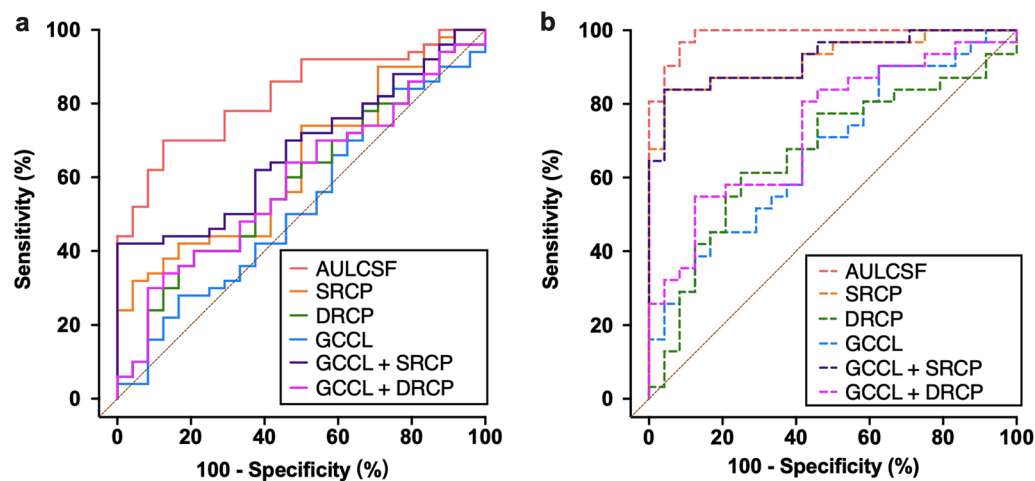 a
100
80
60
40
20
0
Sensitivity (%)
0 20 40 60 80 100
100 - Specificity (%)
AULCSF
SRCP
DRCP
GCCL
GCCL + SRCP
GCCL + DRCP
b
100
80
60
40
20
0
Sensitivity (%)
0 20 40 60 80 100
100 - Specificity (%)
AULCSF
SRCP
DRCP
GCCL
GCCL + SRCP
GCCL + DRCP